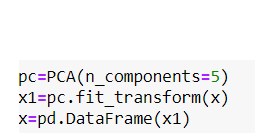 pc=PCA(n_components=5)
x1=pc.fit_transform(x)
x=pd.DataFrame(x1)